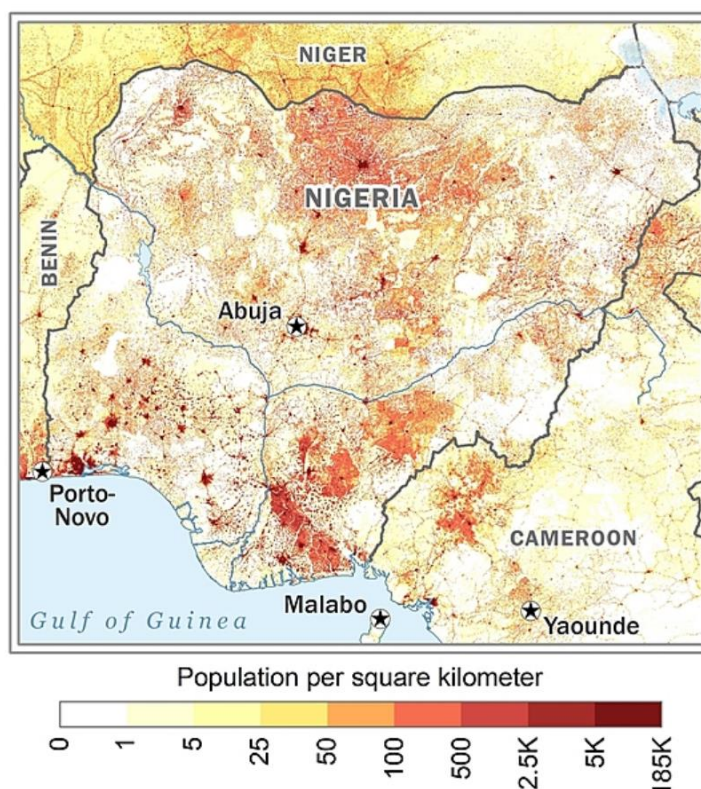 NIGER
NIGERIA
BENIN
Abuja
Porto-
Novo
CAMEROON
Malabo
Gulf of Guinea
Yaounde
Population per square kilometer
0
1
5
25
50
100
500
2.5K
5K
185K